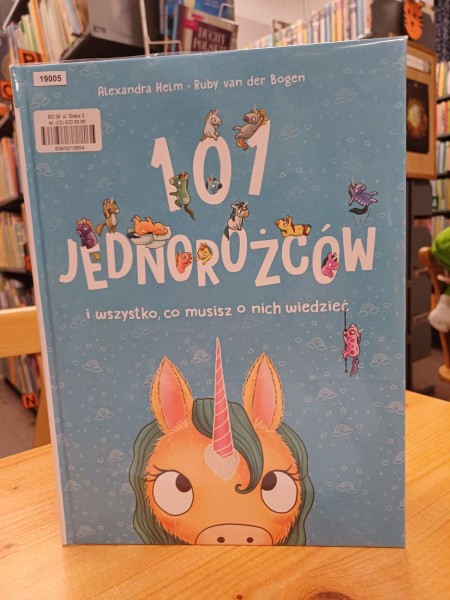 19005
Alexandra Helm · Ruby van der Bogen
101
JEDNOROŻCÓW
i wszystko, co musisz o nich wiedzieć